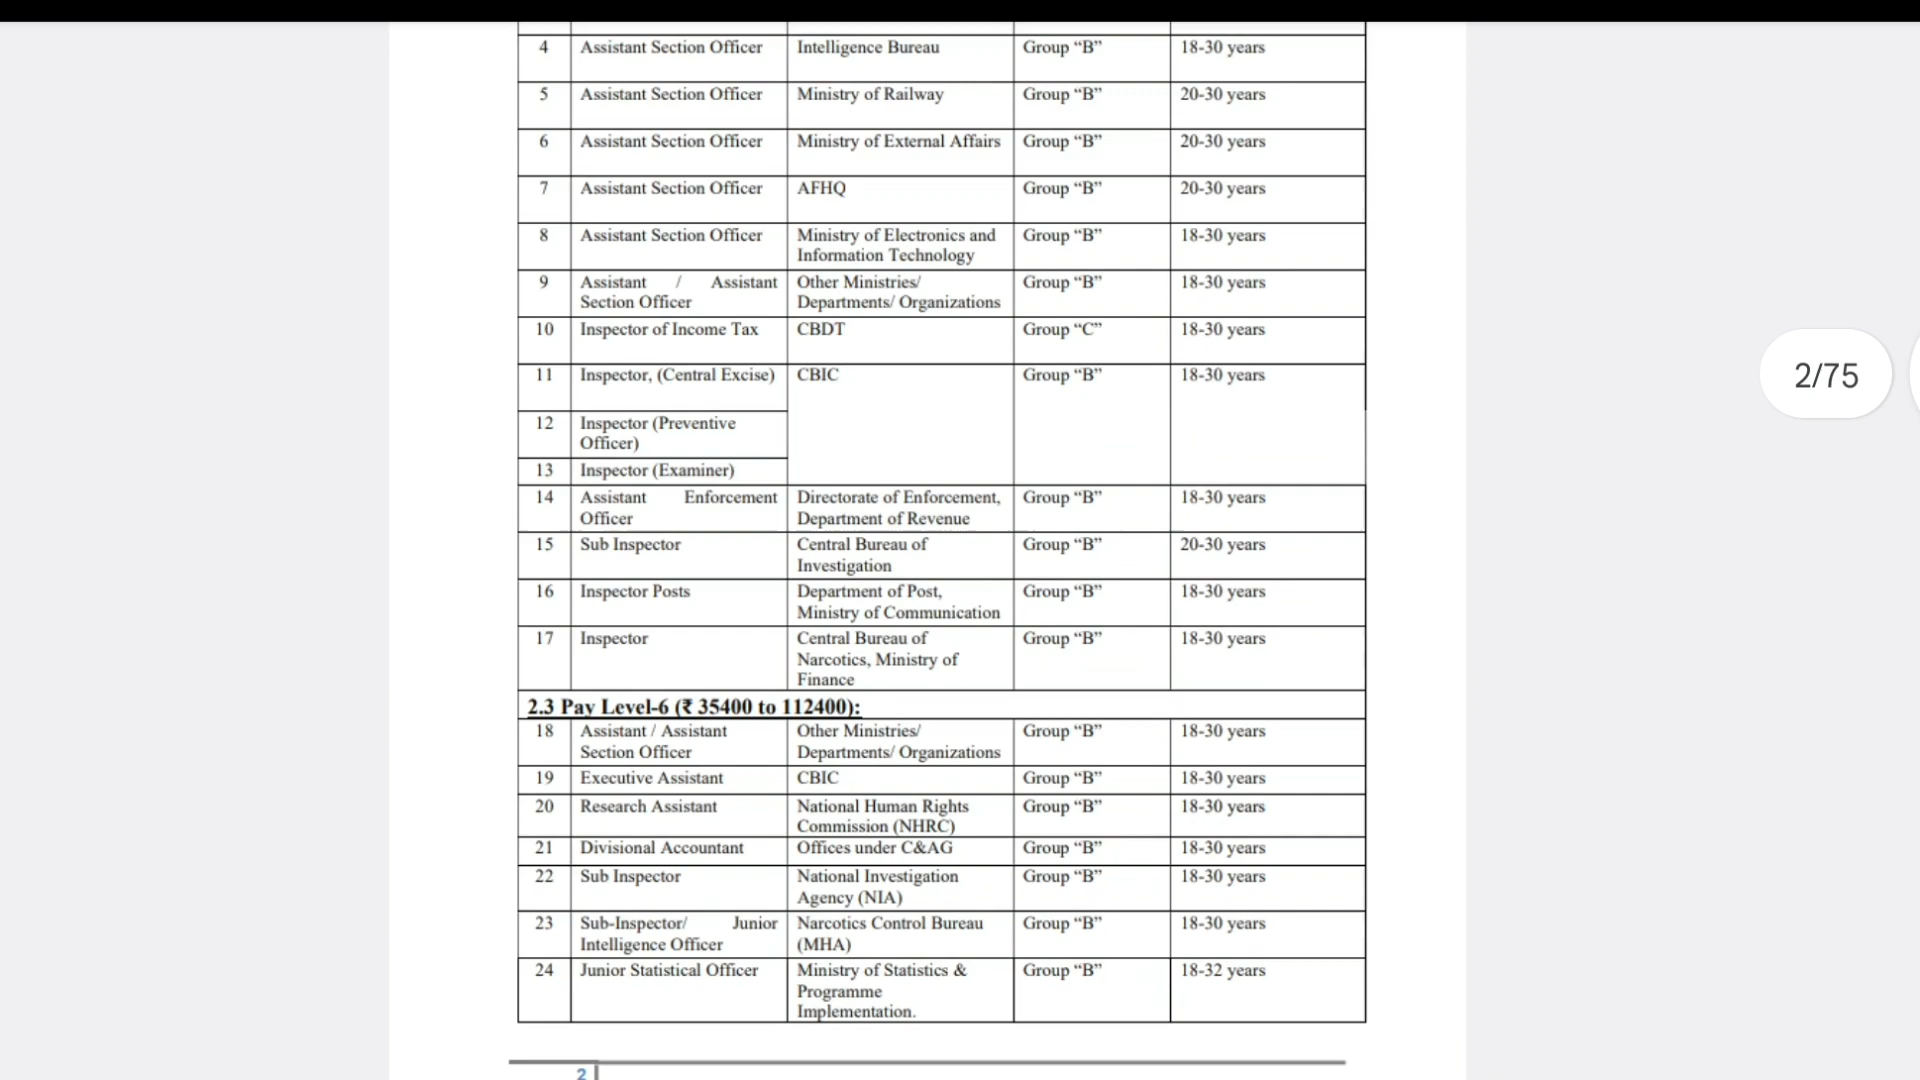 4 Assistant Section Officer Intelligence Bureau Group “B” 18-30 years
5 Assistant Section Officer Ministry of Railway Group “B” 20-30 years
6 Assistant Section Officer Ministry of External Affairs Group “B” 20-30 years
7 Assistant Section Officer AFHQ Group “B” 20-30 years
8 Assistant Section Officer Ministry of Electronics and Group “B” 18-30 years
Information Technology
9 Assistant / Assistant Other Ministries/ Group “B” 18-30 years
Section Officer Departments/ Organizations
10 Inspector of Income Tax CBDT Group “C” 18-30 years
11 Inspector, (Central Excise) CBIC Group “B” 18-30 years
2/75
12 Inspector (Preventive
Officer)
13 Inspector (Examiner)
14 Assistant Enforcement Directorate of Enforcement, Group “B” 18-30 years
Officer Department of Revenue
15 Sub Inspector Central Bureau of Group “B” 20-30 years
Investigation
16 Inspector Posts Department of Post, Group “B” 18-30 years
Ministry of Communication
17 Inspector Central Bureau of Group “B” 18-30 years
Narcotics, Ministry of
Finance
2.3 Pay Level-6 (₹ 35400 to 112400):
18 Assistant / Assistant Other Ministries/ Group “B” 18-30 years
Section Officer Departments/ Organizations
19 Executive Assistant CBIC Group “B” 18-30 years
20 Research Assistant National Human Rights Group “B” 18-30 years
Commission (NHRC)
21 Divisional Accountant Offices under C&AG Group “B” 18-30 years
22 Sub Inspector National Investigation Group “B” 18-30 years
Agency (NIA)
23 Sub-Inspector/ Junior Narcotics Control Bureau Group “B” 18-30 years
Intelligence Officer (MHA)
24 Junior Statistical Officer Ministry of Statistics & Group “B” 18-32 years
Programme
Implementation.
2